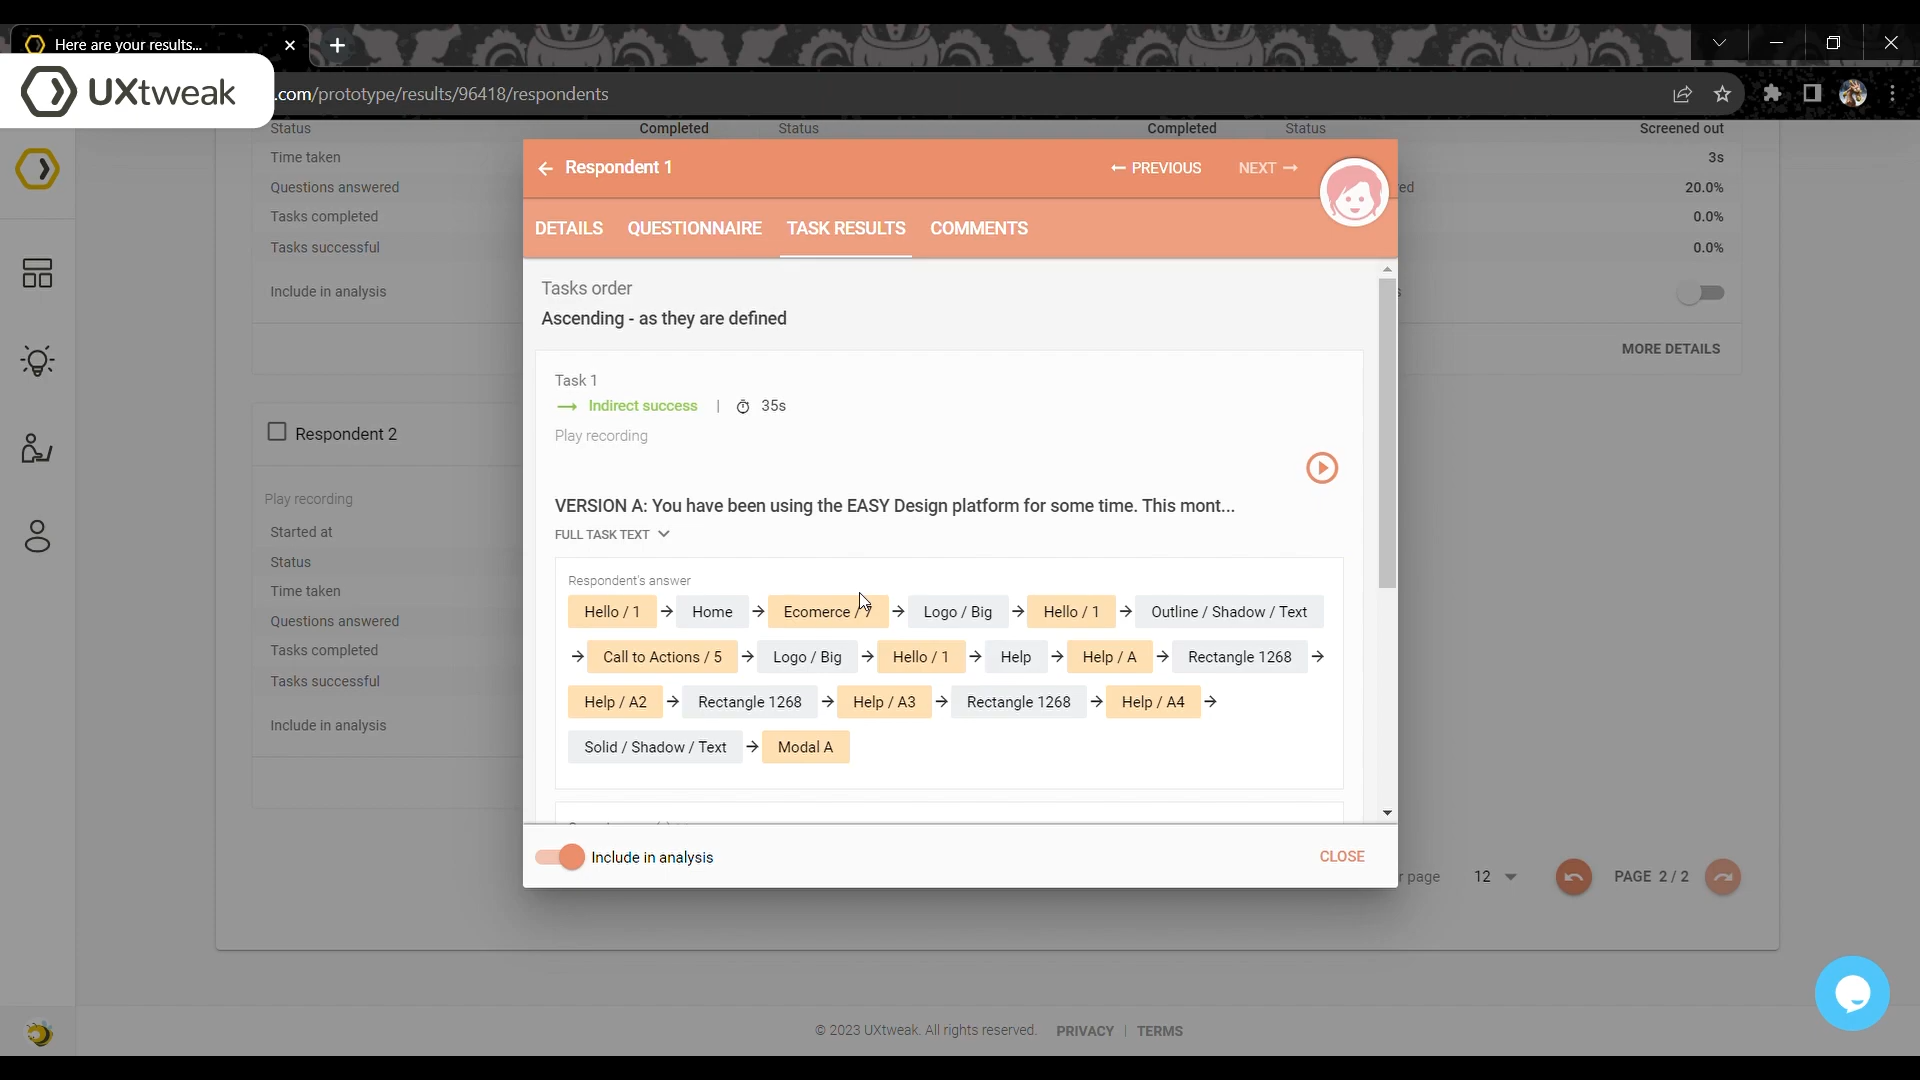 Here are your results...
UXtweak
.com/prototype/results/96418/respondents
Status Completed Status Completed Status Screened out
Time taken 3s
Questions answered ed 20.0%
Tasks completed 0.0%
Tasks successful 0.0%
Include in analysis
MORE DETAILS
Respondent 2
Play recording
Started at
Status
Time taken
Questions answered
Tasks completed
Tasks successful
Include in analysis
← Respondent 1 ← PREVIOUS NEXT →
DETAILS QUESTIONNAIRE TASK RESULTS COMMENTS
Tasks order
Ascending - as they are defined
Task 1
→ Indirect success | 35s
Play recording
VERSION A: You have been using the EASY Design platform for some time. This mont...
FULL TASK TEXT
Respondent's answer
Hello / 1 → Home → Ecomerce / 7 → Logo / Big → Hello / 1 → Outline / Shadow / Text
→ Call to Actions / 5 → Logo / Big → Hello / 1 → Help → Help / A → Rectangle 1268 →
Help / A2 → Rectangle 1268 → Help / A3 → Rectangle 1268 → Help / A4 →
Solid / Shadow / Text → Modal A
Include in analysis CLOSE
r page 12 PAGE 2 / 2
© 2023 UXtweak. All rights reserved. PRIVACY | TERMS